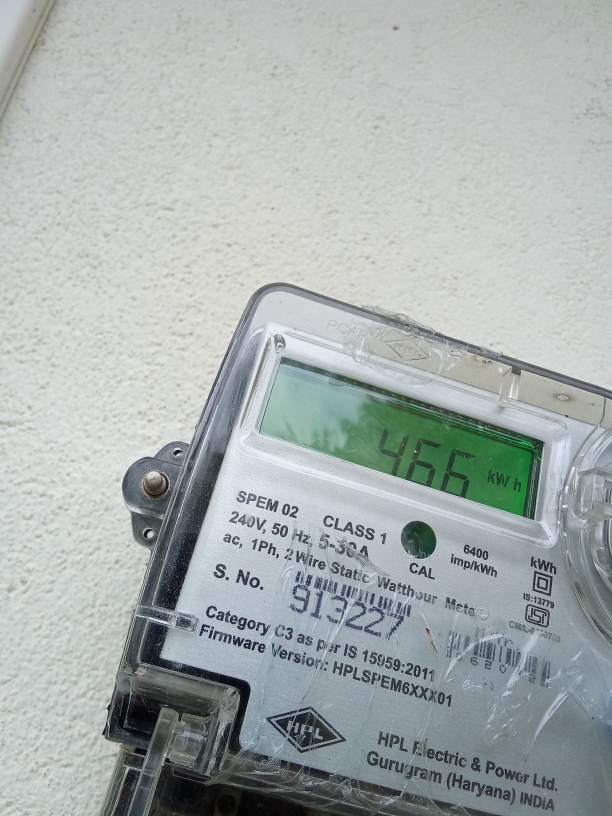 466 kWh
SPEM 02 CLASS 1
240V, 50 Hz, 5-30A CAL 6400 imp/kWh
ac, 1Ph, 2 Wire Static Watthour Meter
kWh
IS:13779
S. No. 913227
Category C3 as per IS 15959:2011
Firmware Version: HPLSPEM6XXX01
HPL
HPL Electric & Power Ltd.
Gurugram (Haryana) INDIA